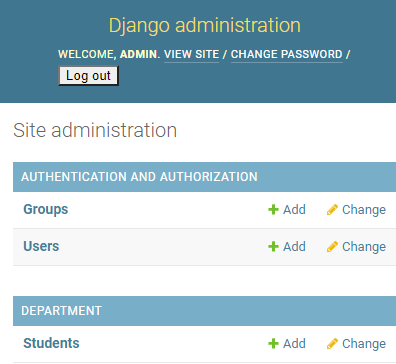 Django administration
WELCOME, ADMIN. VIEW SITE / CHANGE PASSWORD /
Log out
Site administration
AUTHENTICATION AND AUTHORIZATION
Groups Add Change
Users Add Change
DEPARTMENT
Students Add Change